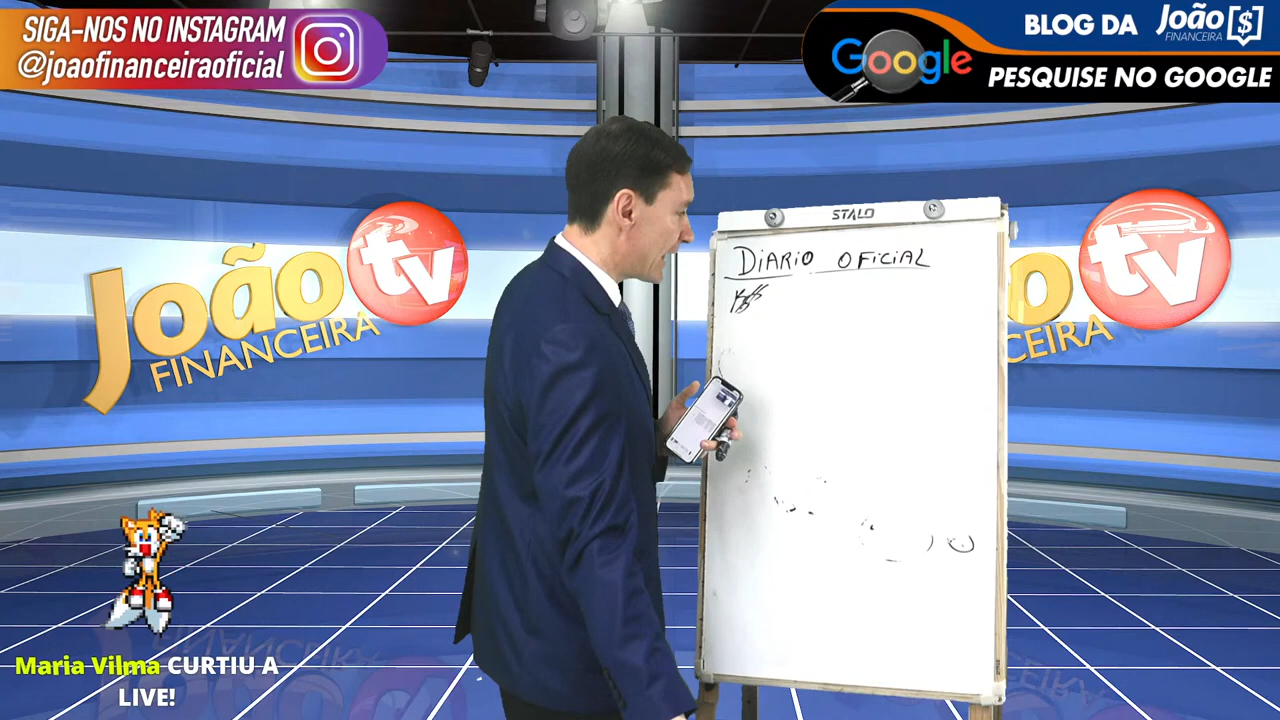 SIGA-NOS NO INSTAGRAM
@joaofinanceiraoficial
Google
BLOG DA João FINANCEIRA
PESQUISE NO GOOGLE
STALO
DIARIO OFICIAL
João tv
FINANCEIRA
o tv
CEIRA
Maria Vilma CURTIU A
LIVE!